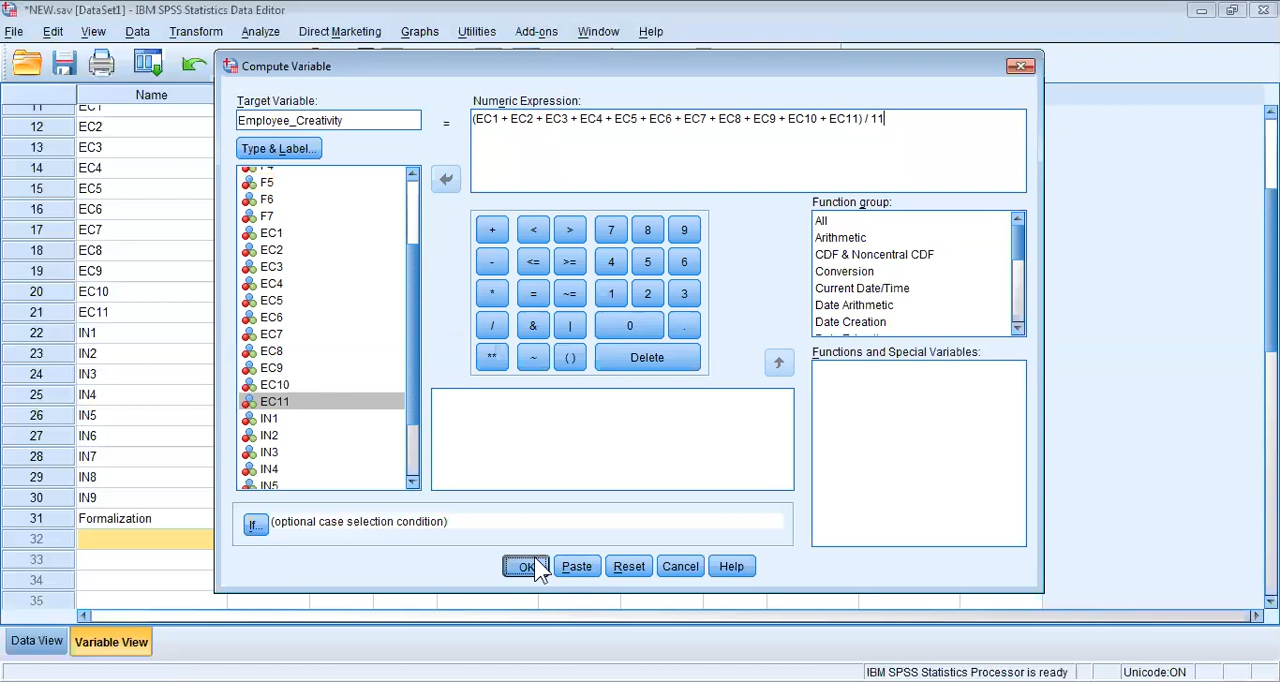 *NEW.sav [DataSet1] - IBM SPSS Statistics Data Editor
File Edit View Data Transform Analyze Direct Marketing Graphs Utilities Add-ons Window Help
Compute Variable
Name
Target Variable:
Employee_Creativity
=
Type & Label...
Numeric Expression:
(EC1 + EC2 + EC3 + EC4 + EC5 + EC6 + EC7 + EC8 + EC9 + EC10 + EC11) / 11
11 EC1
12 EC2
13 EC3
14 EC4
15 EC5
16 EC6
17 EC7
18 EC8
19 EC9
20 EC10
21 EC11
22 IN1
23 IN2
24 IN3
25 IN4
26 IN5
27 IN6
28 IN7
29 IN8
30 IN9
31 Formalization
32
33
34
35
F4
F5
F6
F7
EC1
EC2
EC3
EC4
EC5
EC6
EC7
EC8
EC9
EC10
EC11
IN1
IN2
IN3
IN4
IN5
+ < > 7 8 9
- <= >= 4 5 6
* = ~= 1 2 3
/ & | 0 .
** ~ ( ) Delete
Function group:
All
Arithmetic
CDF & Noncentral CDF
Conversion
Current Date/Time
Date Arithmetic
Date Creation
Functions and Special Variables:
If... (optional case selection condition)
OK Paste Reset Cancel Help
Data View Variable View
IBM SPSS Statistics Processor is ready Unicode:ON